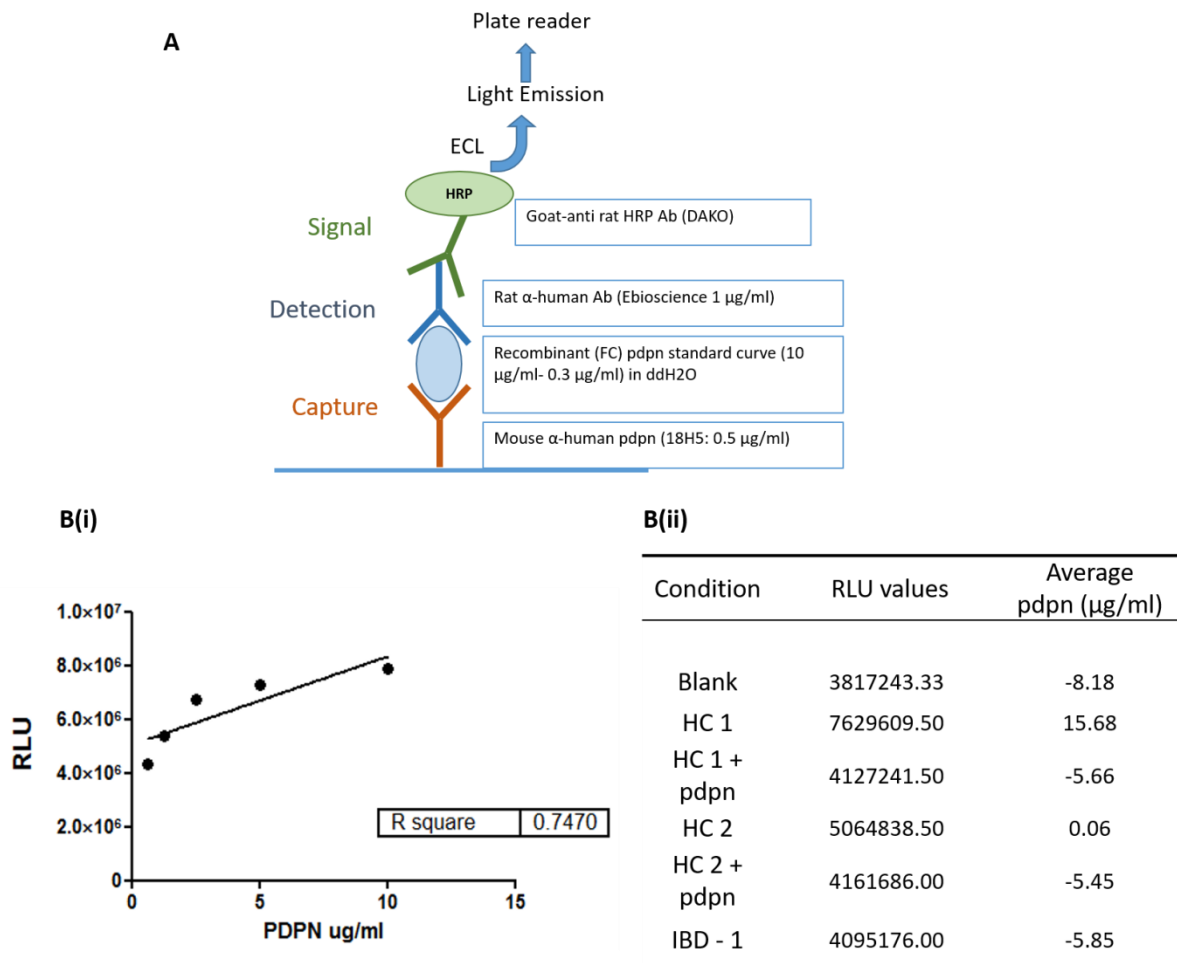 A
Plate reader
Light Emission
ECL
HRP
Signal
Goat-anti rat HRP Ab (DAKO)
Detection
Rat α-human Ab (Ebioscience 1 µg/ml)
Recombinant (FC) pdpn standard curve (10
µg/ml- 0.3 µg/ml) in ddH2O
Capture
Mouse α-human pdpn (18H5: 0.5 µg/ml)
B(i)
1.0×10⁷
8.0×10⁶
6.0×10⁶
4.0×10⁶
2.0×10⁶
0
RLU
R square 0.7470
0 5 10 15
PDPN ug/ml
B(ii)
Condition RLU values Average
pdpn (µg/ml)
Blank 3817243.33 -8.18
HC 1 7629609.50 15.68
HC 1 +
pdpn 4127241.50 -5.66
HC 2 5064838.50 0.06
HC 2 +
pdpn 4161686.00 -5.45
IBD - 1 4095176.00 -5.85